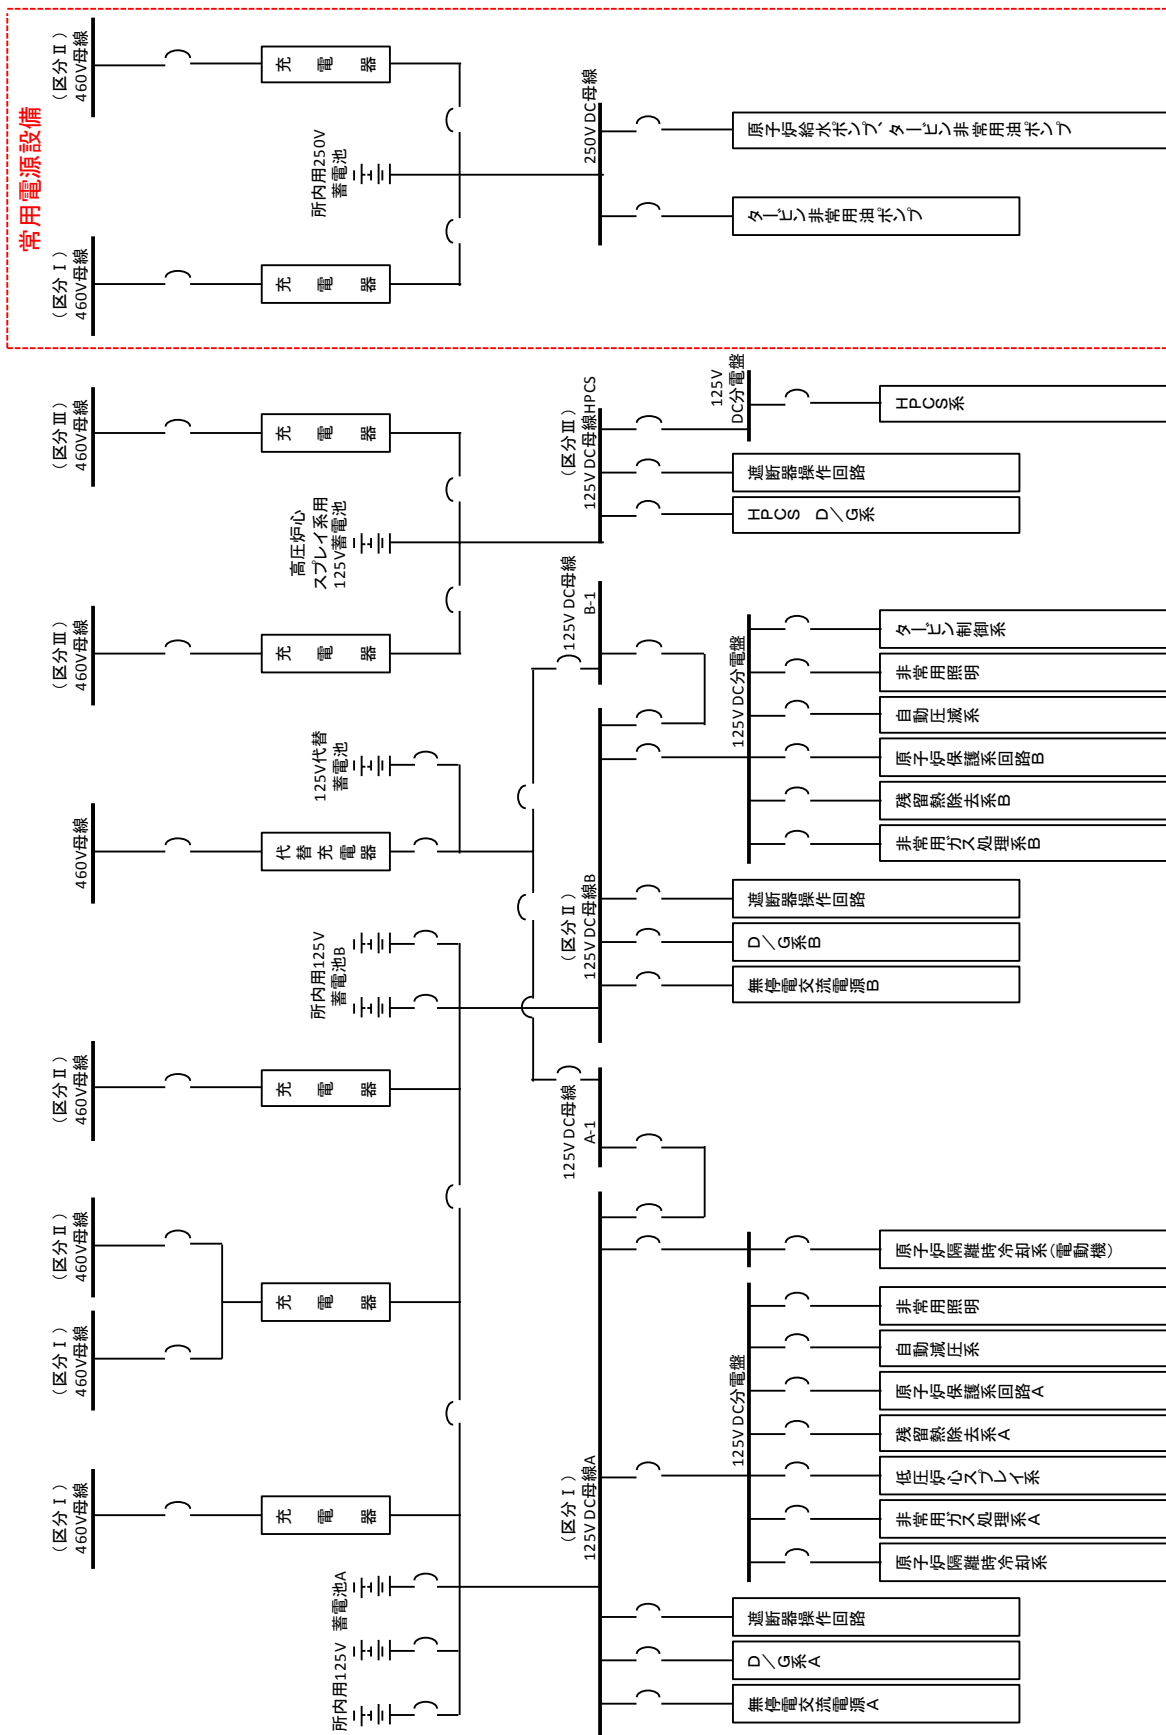 常用電源設備
(区分Ⅰ)
460V母線
(区分Ⅰ)
460V母線
(区分Ⅱ)
460V母線
(区分Ⅱ)
460V母線
460V母線
(区分Ⅲ)
460V母線
(区分Ⅲ)
460V母線
(区分Ⅰ)
460V母線
(区分Ⅱ)
460V母線
充電器
充電器
充電器
代替充電器
充電器
充電器
充電器
充電器
所内用125V 蓄電池A
所内用125V
蓄電池B
125V代替
蓄電池
高圧炉心
スプレイ系用
125V蓄電池
所内用250V
蓄電池
(区分Ⅰ)
125V DC母線A
125V DC母線
A-1
(区分Ⅱ)
125V DC母線B
125V DC母線
B-1
(区分Ⅲ)
125V DC母線HPCS
250V DC母線
無停電交流電源A
D/G系A
遮断器操作回路
125V DC分電盤
原子炉隔離時冷却系
非常用ガス処理系A
低圧炉心スプレイ系
残留熱除去系A
原子炉保護系回路A
自動減圧系
非常用照明
原子炉隔離時冷却系(電動機)
無停電交流電源B
D/G系B
遮断器操作回路
125V DC分電盤
非常用ガス処理系B
残留熱除去系B
原子炉保護系回路B
自動圧減系
非常用照明
タービン制御系
HPCS D/G系
遮断器操作回路
125V
DC分電盤
HPCS系
タービン非常用油ポンプ
原子炉給水ポンプ、タービン非常用油ポンプ